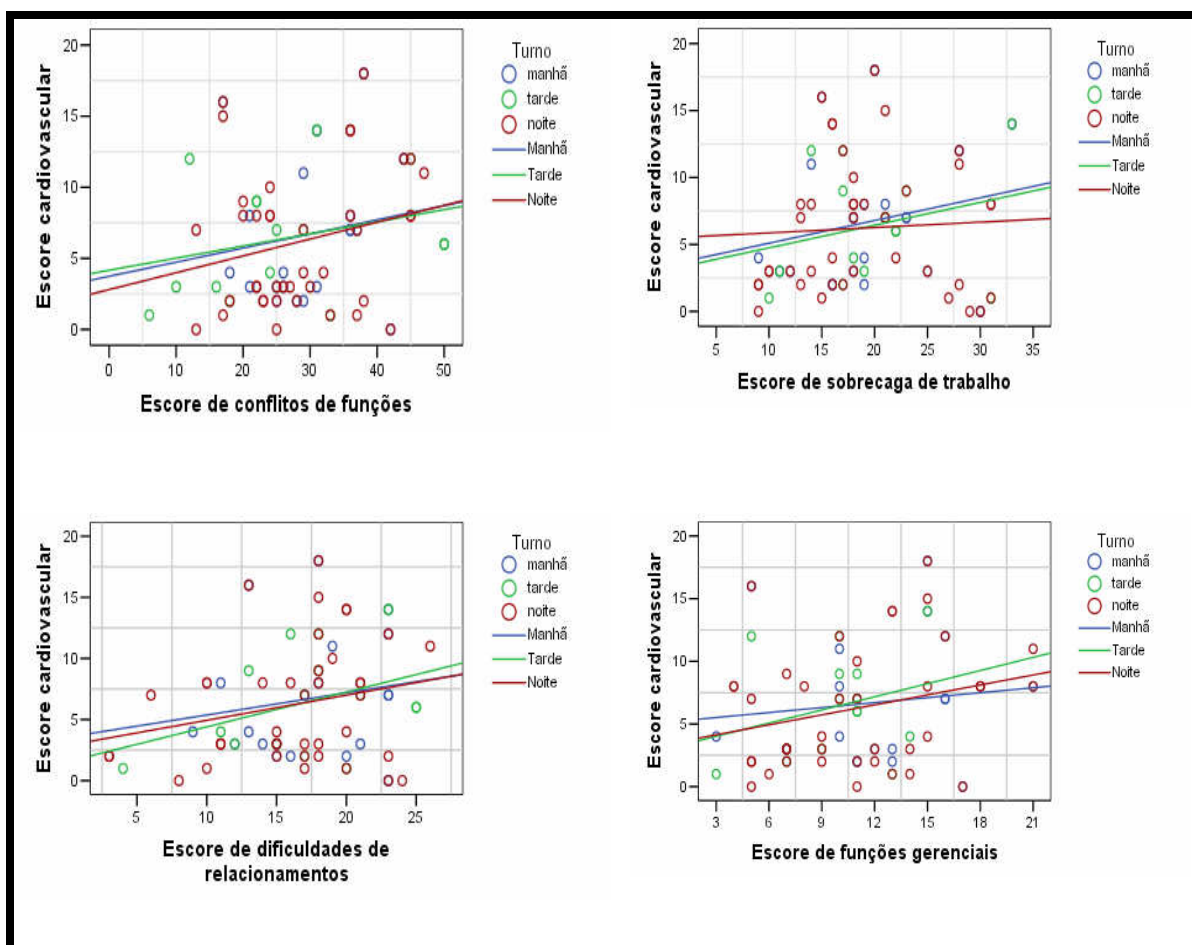 Escore cardiovascular
20
15
10
5
0
0 10 20 30 40 50
Escore de conflitos de funções
Turno
manhã
tarde
noite
Manhã
Tarde
Noite
Escore cardiovascular
20
15
10
5
0
5 10 15 20 25 30 35
Escore de sobrecaga de trabalho
Turno
manhã
tarde
noite
Manhã
Tarde
Noite
Escore cardiovascular
20
15
10
5
0
5 10 15 20 25
Escore de dificuldades de
relacionamentos
Turno
manhã
tarde
noite
Manhã
Tarde
Noite
Escore cardiovascular
20
15
10
5
0
3 6 9 12 15 18 21
Escore de funções gerenciais
Turno
manhã
tarde
noite
Manhã
Tarde
Noite